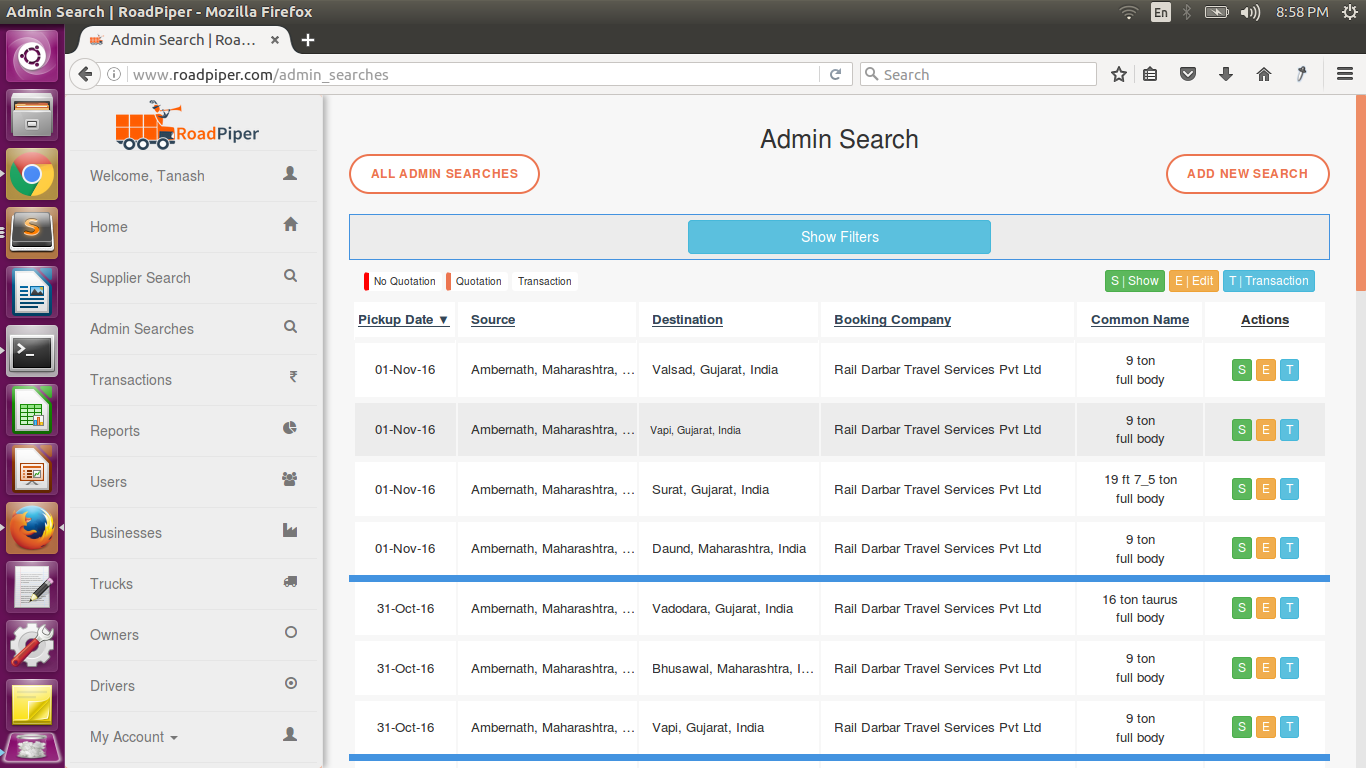 Admin Search | RoadPiper - Mozilla Firefox
En
8:58 PM
Admin Search | Roa…
www.roadpiper.com/admin_searches
Search
RoadPiper
Welcome, Tanash
Home
Supplier Search
Admin Searches
Transactions
Reports
Users
Businesses
Trucks
Owners
Drivers
My Account
Admin Search
ALL ADMIN SEARCHES
ADD NEW SEARCH
Show Filters
No Quotation Quotation Transaction
S | Show E | Edit T | Transaction
Pickup Date ▼ Source Destination Booking Company Common Name Actions
01-Nov-16 Ambernath, Maharashtra, … Valsad, Gujarat, India Rail Darbar Travel Services Pvt Ltd 9 ton S E T
full body
01-Nov-16 Ambernath, Maharashtra, … Vapi, Gujarat, India Rail Darbar Travel Services Pvt Ltd 9 ton S E T
full body
01-Nov-16 Ambernath, Maharashtra, … Surat, Gujarat, India Rail Darbar Travel Services Pvt Ltd 19 ft 7_5 ton S E T
full body
01-Nov-16 Ambernath, Maharashtra, … Daund, Maharashtra, India Rail Darbar Travel Services Pvt Ltd 9 ton S E T
full body
31-Oct-16 Ambernath, Maharashtra, … Vadodara, Gujarat, India Rail Darbar Travel Services Pvt Ltd 16 ton taurus S E T
full body
31-Oct-16 Ambernath, Maharashtra, … Bhusawal, Maharashtra, I… Rail Darbar Travel Services Pvt Ltd 9 ton S E T
full body
31-Oct-16 Ambernath, Maharashtra, … Vapi, Gujarat, India Rail Darbar Travel Services Pvt Ltd 9 ton S E T
full body